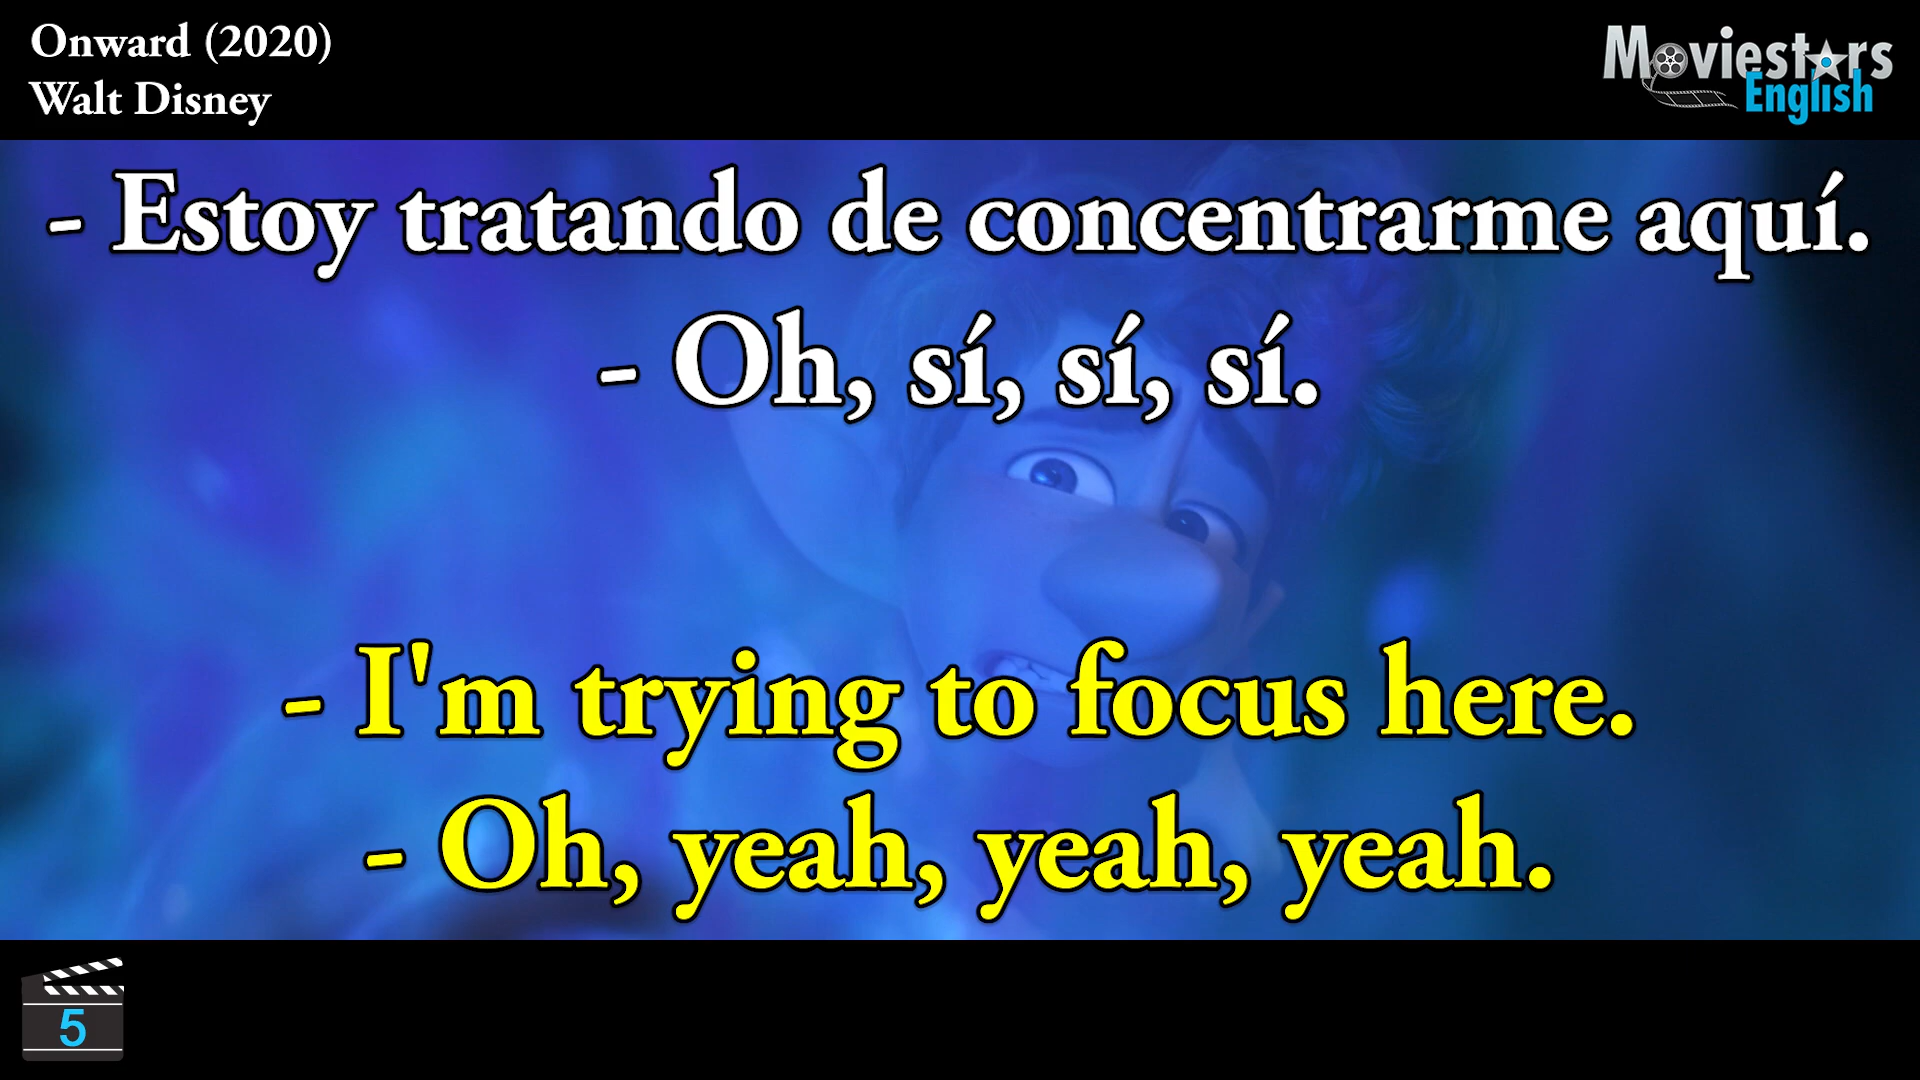 Onward (2020)
Walt Disney
Moviestars
English
- Estoy tratando de concentrarme aquí.
- Oh, sí, sí, sí.
- I'm trying to focus here.
- Oh, yeah, yeah, yeah.
5